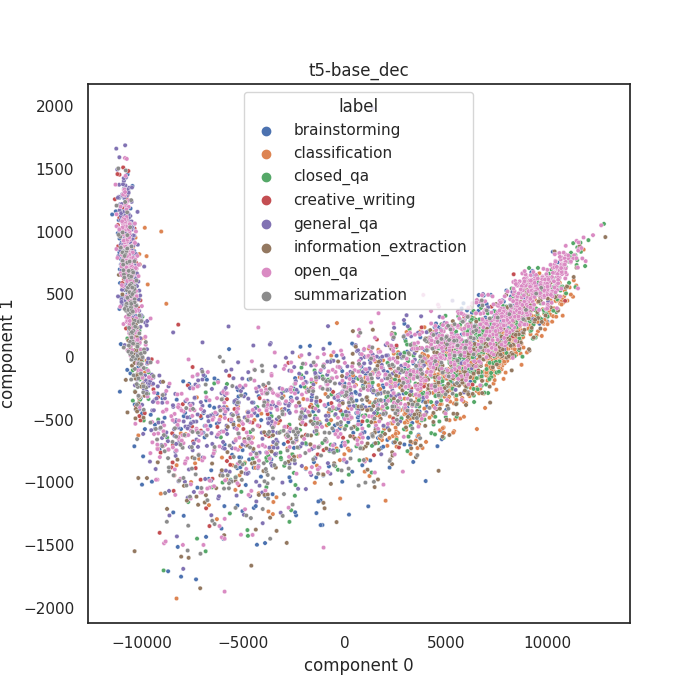 t5-base_dec
label
brainstorming
classification
closed_qa
creative_writing
general_qa
information_extraction
open_qa
summarization
component 1
2000
1500
1000
500
0
−500
−1000
−1500
−2000
−10000 −5000 0 5000 10000
component 0